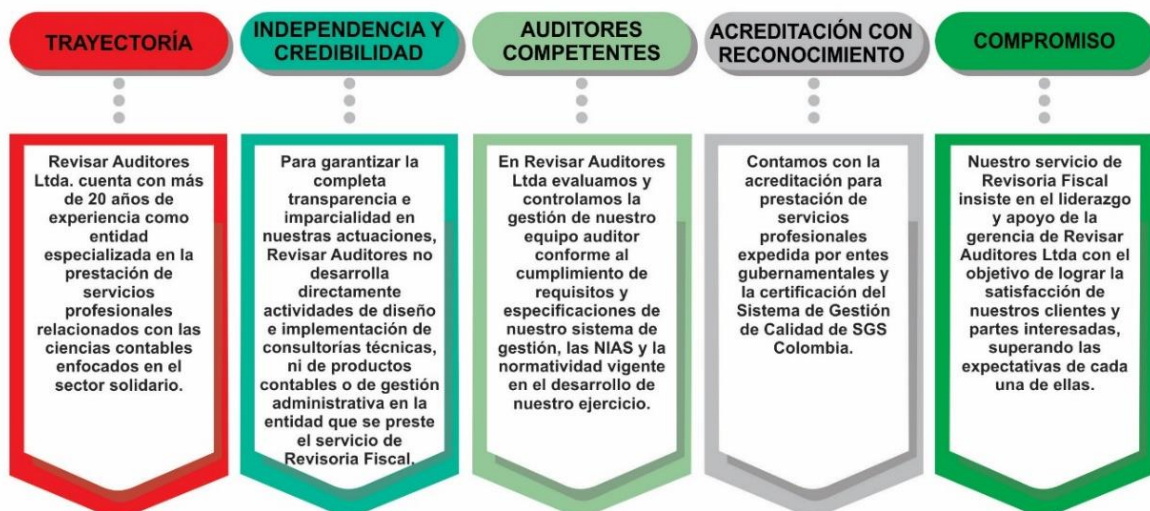 TRAYECTORÍA
Revisar Auditores
Ltda. cuenta con más
de 20 años de
experiencia como
entidad
especializada en la
prestación de
servicios
profesionales
relacionados con las
ciencias contables
enfocados en el
sector solidario.
INDEPENDENCIA Y
CREDIBILIDAD
Para garantizar la
completa
transparencia e
imparcialidad en
nuestras actuaciones,
Revisar Auditores no
desarrolla
directamente
actividades de diseño
e implementación de
consultorías técnicas,
ni de productos
contables o de gestión
administrativa en la
entidad que se preste
el servicio de
Revisoria Fiscal.
AUDITORES
COMPETENTES
En Revisar Auditores
Ltda evaluamos y
controlamos la
gestión de nuestro
equipo auditor
conforme al
cumplimiento de
requisitos y
especificaciones de
nuestro sistema de
gestión, las NIAS y la
normatividad vigente
en el desarrollo de
nuestro ejercicio.
ACREDITACIÓN CON
RECONOCIMIENTO
Contamos con la
acreditación para
prestación de
servicios
profesionales
expedida por entes
gubernamentales y
la certificación del
Sistema de Gestión
de Calidad de SGS
Colombia.
COMPROMISO
Nuestro servicio de
Revisoria Fiscal
insiste en el liderazgo
y apoyo de la
gerencia de Revisar
Auditores Ltda con el
objetivo de lograr la
satisfacción de
nuestros clientes y
partes interesadas,
superando las
expectativas de cada
una de ellas.